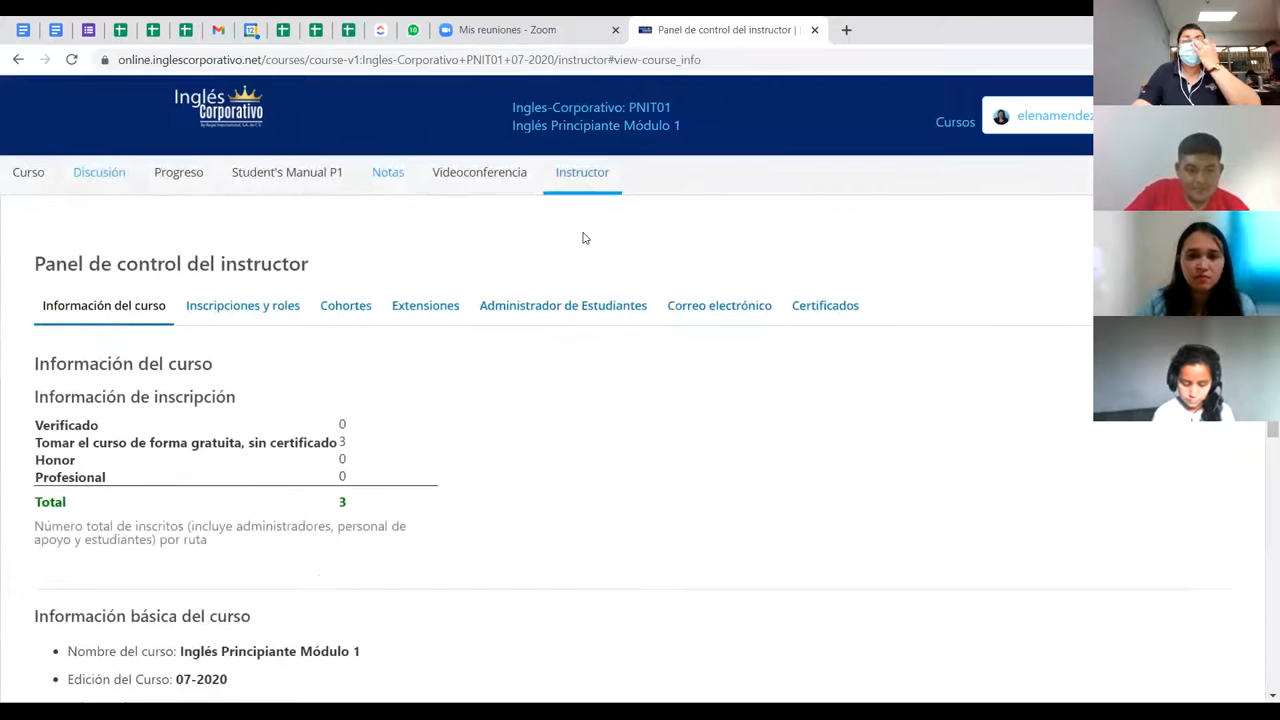 Mis reuniones - Zoom
Panel de control del instructor |
online.inglescorporativo.net/courses/course-v1:Ingles-Corporativo+PNIT01+07-2020/instructor#view-course_info
Inglés
Corporativo
Ingles-Corporativo: PNIT01
Inglés Principiante Módulo 1
Cursos
elenamendez
Curso
Discusión
Progreso
Student's Manual P1
Notas
Videoconferencia
Instructor
Panel de control del instructor
Información del curso
Inscripciones y roles
Cohortes
Extensiones
Administrador de Estudiantes
Correo electrónico
Certificados
Información del curso
Información de inscripción
Verificado 0
Tomar el curso de forma gratuita, sin certificado 3
Honor 0
Profesional 0
Total 3
Número total de inscritos (incluye administradores, personal de
apoyo y estudiantes) por ruta
Información básica del curso
• Nombre del curso: Inglés Principiante Módulo 1
• Edición del Curso: 07-2020